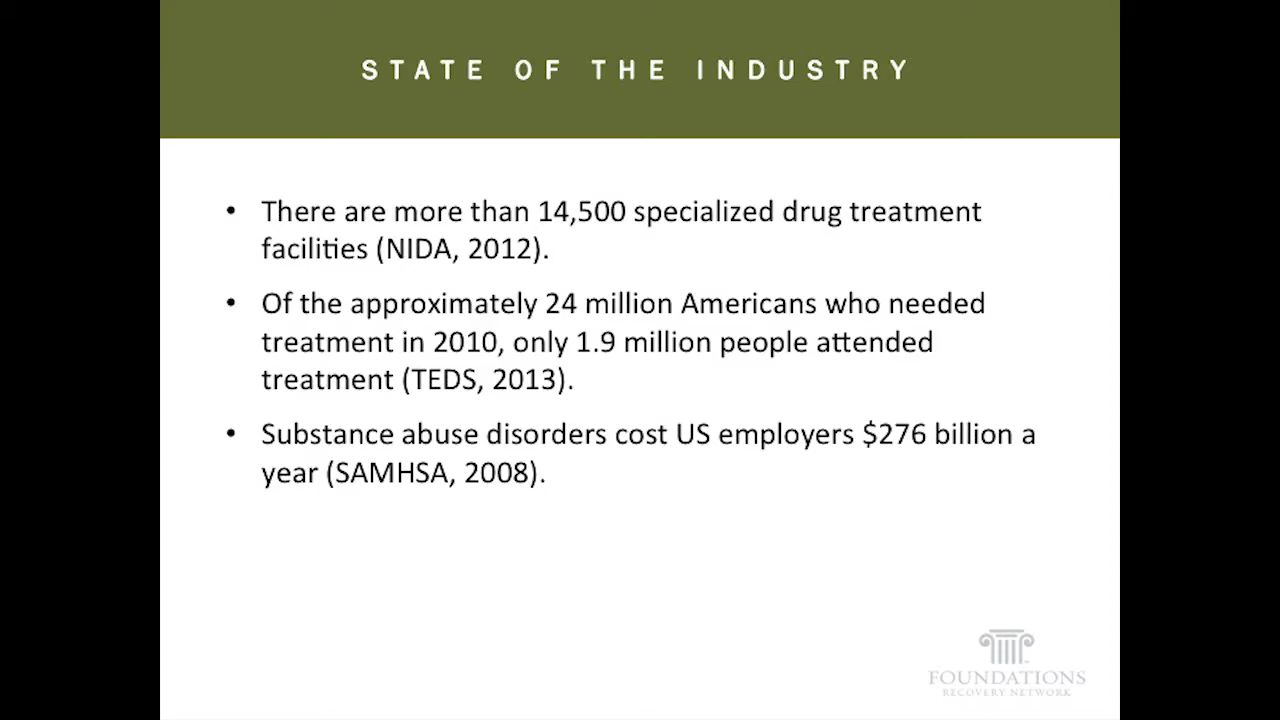 STATE OF THE INDUSTRY
• There are more than 14,500 specialized drug treatment
facilities (NIDA, 2012).
• Of the approximately 24 million Americans who needed
treatment in 2010, only 1.9 million people attended
treatment (TEDS, 2013).
• Substance abuse disorders cost US employers $276 billion a
year (SAMHSA, 2008).
FOUNDATIONS
RECOVERY NETWORK